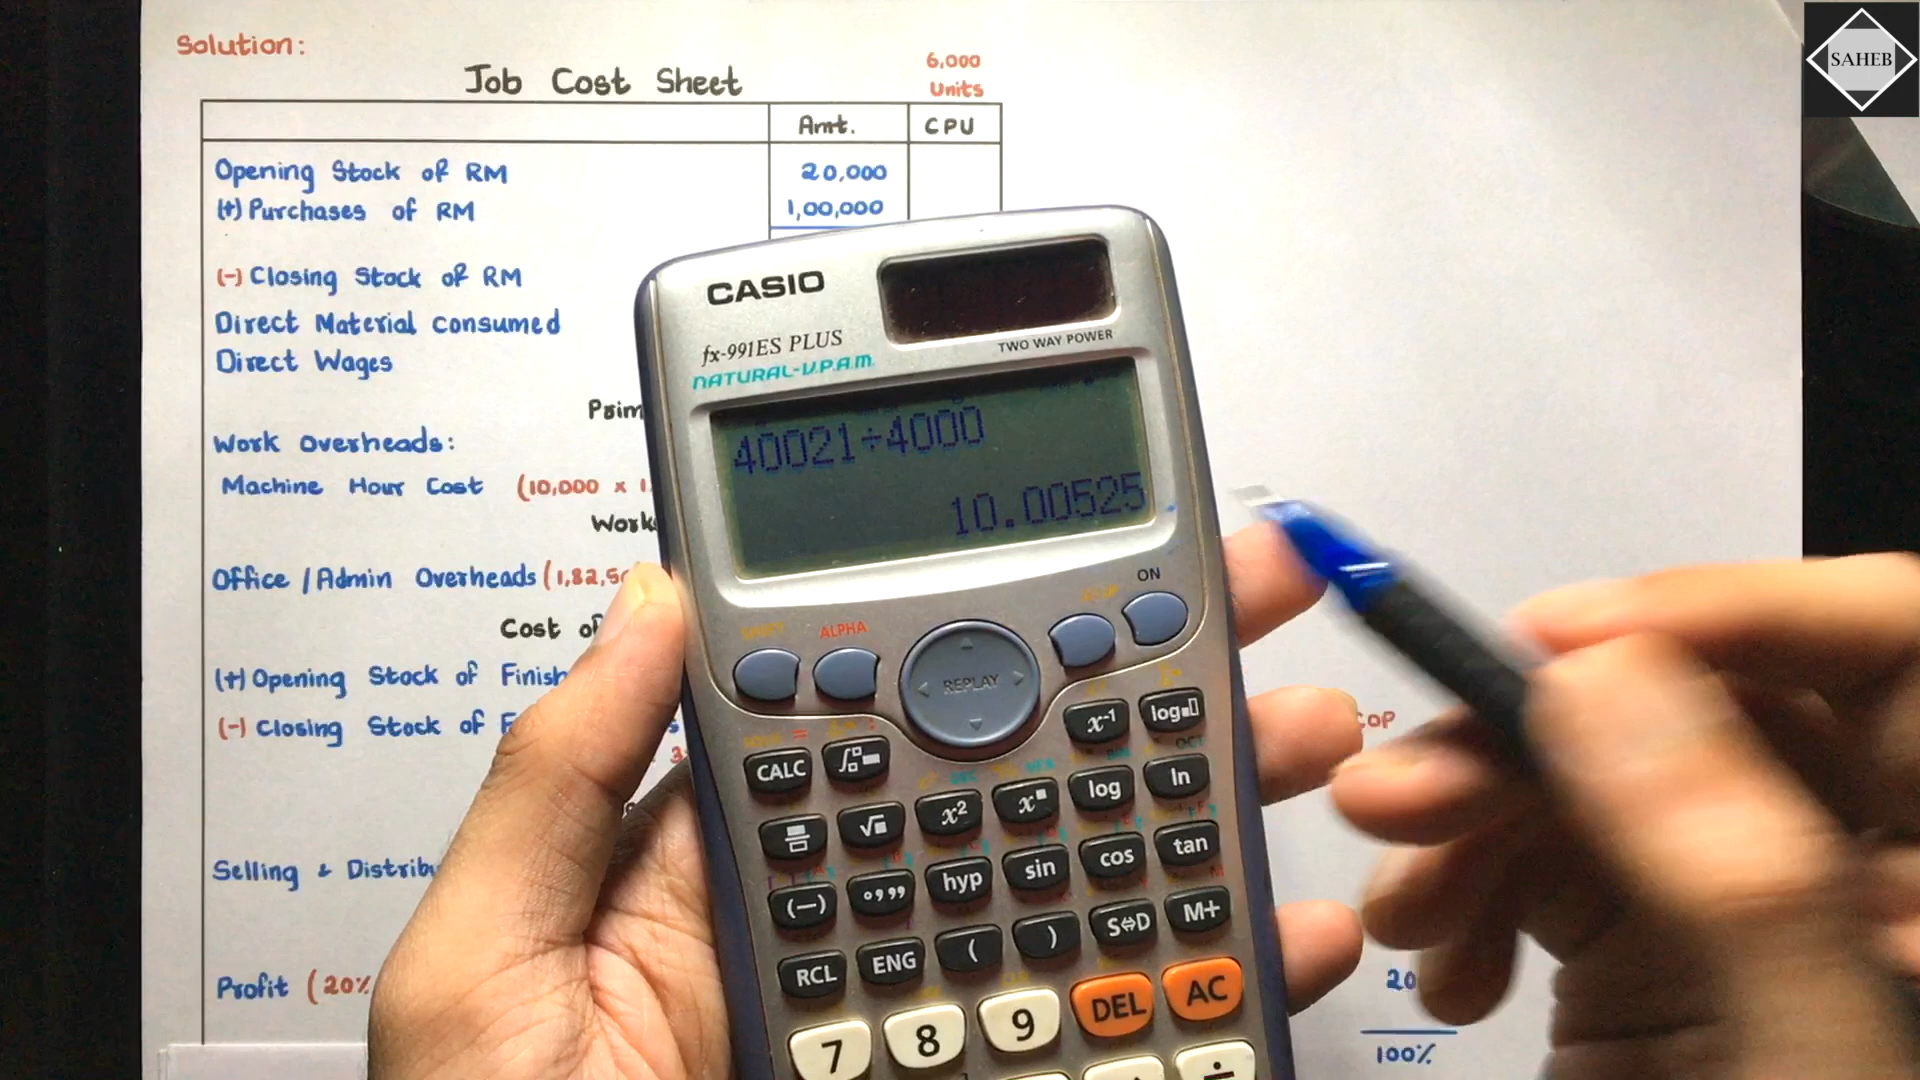 Solution:
6,000
Units
Job Cost Sheet
Amt.
CPU
Opening Stock of RM
20,000
(+) Purchases of RM
1,00,000
(-) Closing Stock of RM
Direct Material consumed
Direct Wages
Work Overheads:
Machine Hour Cost (10,000 x
Office / Admin Overheads
Cost of
(+) Opening Stock of
(-) Closing Stock of
COP
Selling & Distribu
Profit (20%
20
100%
SAHEB
CASIO
fx-991ES PLUS
NATURAL-V.P.A.M.
TWO WAY POWER
40021÷4000
10.00525
SHIFT
ALPHA
REPLAY
ON
CALC
x⁻¹
log
√
x²
x
log
ln
(−)
hyp
sin
cos
tan
RCL
ENG
(
)
S⇔D
M+
7
8
9
DEL
AC
÷